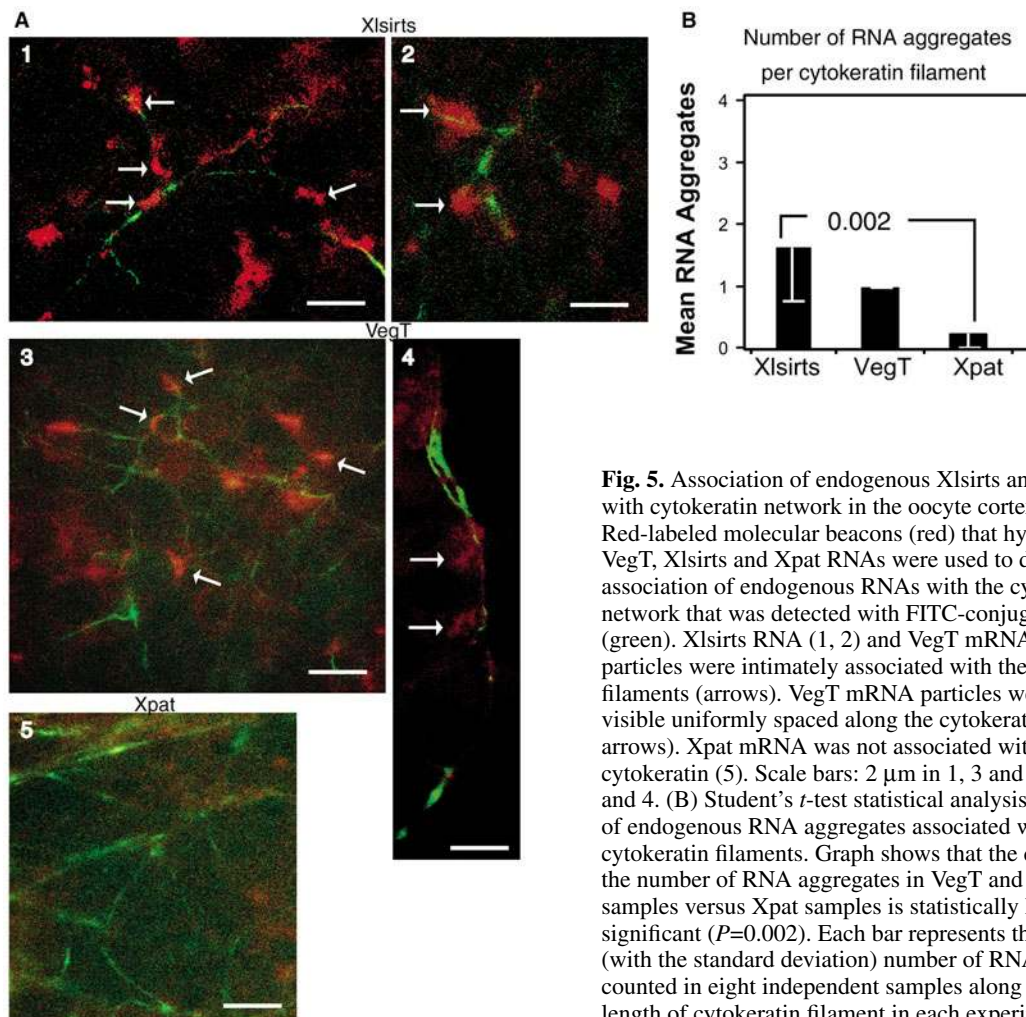 A
Xlsirts
1
2
VegT
3
4
Xpat
5
B
Number of RNA aggregates
per cytokeratin filament
Mean RNA Aggregates
4
3
2
1
0
0.002
Xlsirts VegT Xpat
Fig. 5. Association of endogenous Xlsirts an
with cytokeratin network in the oocyte cortex
Red-labeled molecular beacons (red) that hy
VegT, Xlsirts and Xpat RNAs were used to d
association of endogenous RNAs with the cy
network that was detected with FITC-conjug
(green). Xlsirts RNA (1, 2) and VegT mRNA
particles were intimately associated with the
filaments (arrows). VegT mRNA particles we
visible uniformly spaced along the cytokerat
arrows). Xpat mRNA was not associated wit
cytokeratin (5). Scale bars: 2 μm in 1, 3 and
and 4. (B) Student's t-test statistical analysis
of endogenous RNA aggregates associated w
cytokeratin filaments. Graph shows that the
the number of RNA aggregates in VegT and
samples versus Xpat samples is statistically
significant (P=0.002). Each bar represents th
(with the standard deviation) number of RNA
counted in eight independent samples along
length of cytokeratin filament in each experi